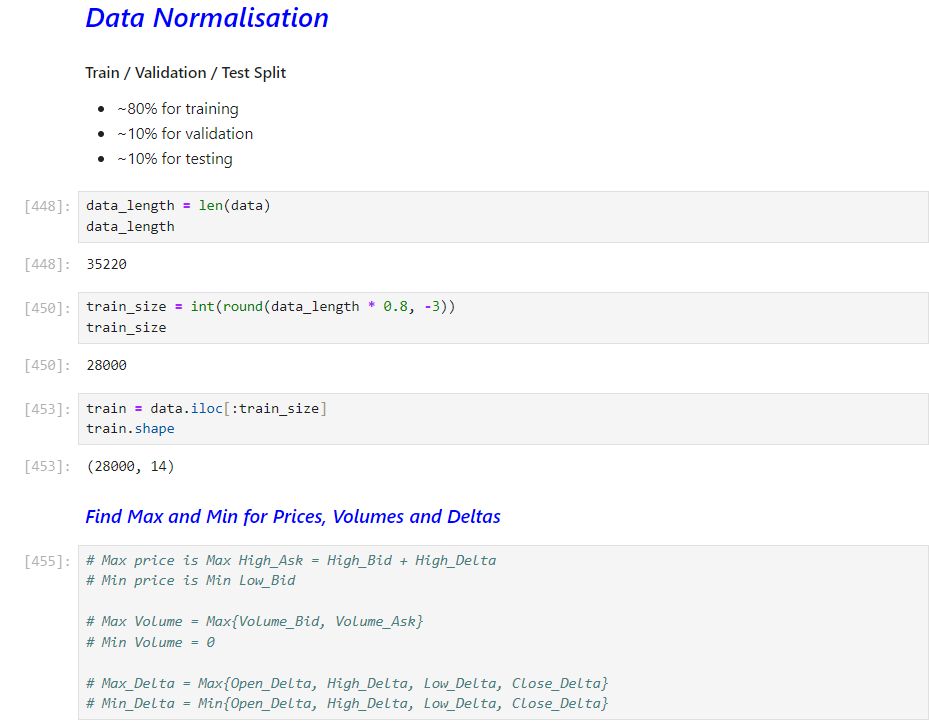 Data Normalisation
Train / Validation / Test Split
• ~80% for training
• ~10% for validation
• ~10% for testing
[448]: data_length = len(data)
data_length
[448]: 35220
[450]: train_size = int(round(data_length * 0.8, -3))
train_size
[450]: 28000
[453]: train = data.iloc[:train_size]
train.shape
[453]: (28000, 14)
Find Max and Min for Prices, Volumes and Deltas
[455]: # Max price is Max High_Ask = High_Bid + High_Delta
# Min price is Min Low_Bid
# Max Volume = Max{Volume_Bid, Volume_Ask}
# Min Volume = 0
# Max_Delta = Max{Open_Delta, High_Delta, Low_Delta, Close_Delta}
# Min_Delta = Min{Open_Delta, High_Delta, Low_Delta, Close_Delta}